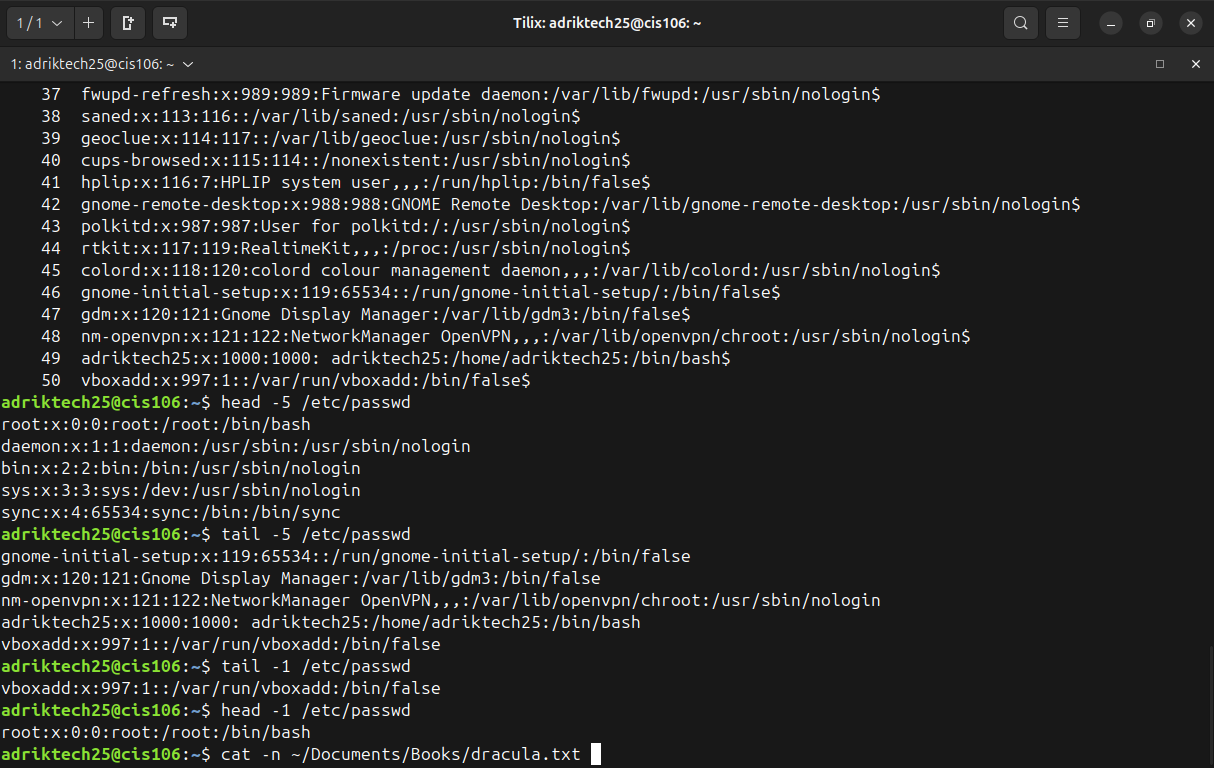 1 / 1
Tilix: adriktech25@cis106: ~
1: adriktech25@cis106: ~
37 fwupd-refresh:x:989:989:Firmware update daemon:/var/lib/fwupd:/usr/sbin/nologin$
38 saned:x:113:116::/var/lib/saned:/usr/sbin/nologin$
39 geoclue:x:114:117::/var/lib/geoclue:/usr/sbin/nologin$
40 cups-browsed:x:115:114::/nonexistent:/usr/sbin/nologin$
41 hplip:x:116:7:HPLIP system user,,,:/run/hplip:/bin/false$
42 gnome-remote-desktop:x:988:988:GNOME Remote Desktop:/var/lib/gnome-remote-desktop:/usr/sbin/nologin$
43 polkitd:x:987:987:User for polkitd:/:/usr/sbin/nologin$
44 rtkit:x:117:119:RealtimeKit,,,:/proc:/usr/sbin/nologin$
45 colord:x:118:120:colord colour management daemon,,,:/var/lib/colord:/usr/sbin/nologin$
46 gnome-initial-setup:x:119:65534::/run/gnome-initial-setup/:/bin/false$
47 gdm:x:120:121:Gnome Display Manager:/var/lib/gdm3:/bin/false$
48 nm-openvpn:x:121:122:NetworkManager OpenVPN,,,:/var/lib/openvpn/chroot:/usr/sbin/nologin$
49 adriktech25:x:1000:1000: adriktech25:/home/adriktech25:/bin/bash$
50 vboxadd:x:997:1::/var/run/vboxadd:/bin/false$
adriktech25@cis106:~$ head -5 /etc/passwd
root:x:0:0:root:/root:/bin/bash
daemon:x:1:1:daemon:/usr/sbin:/usr/sbin/nologin
bin:x:2:2:bin:/bin:/usr/sbin/nologin
sys:x:3:3:sys:/dev:/usr/sbin/nologin
sync:x:4:65534:sync:/bin:/bin/sync
adriktech25@cis106:~$ tail -5 /etc/passwd
gnome-initial-setup:x:119:65534::/run/gnome-initial-setup/:/bin/false
gdm:x:120:121:Gnome Display Manager:/var/lib/gdm3:/bin/false
nm-openvpn:x:121:122:NetworkManager OpenVPN,,,:/var/lib/openvpn/chroot:/usr/sbin/nologin
adriktech25:x:1000:1000: adriktech25:/home/adriktech25:/bin/bash
vboxadd:x:997:1::/var/run/vboxadd:/bin/false
adriktech25@cis106:~$ tail -1 /etc/passwd
vboxadd:x:997:1::/var/run/vboxadd:/bin/false
adriktech25@cis106:~$ head -1 /etc/passwd
root:x:0:0:root:/root:/bin/bash
adriktech25@cis106:~$ cat -n ~/Documents/Books/dracula.txt